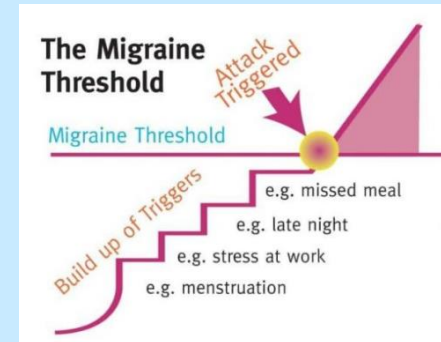 The Migraine
Threshold
Attack
Triggered
Migraine Threshold
Build up of Triggers
e.g. missed meal
e.g. late night
e.g. stress at work
e.g. menstruation